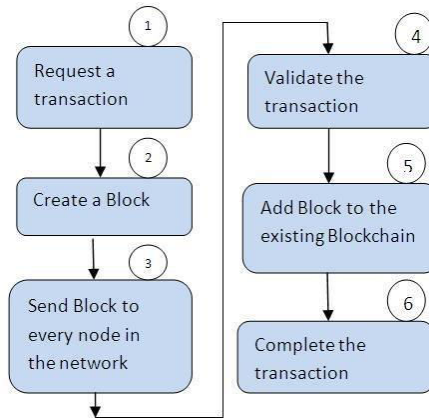 1
Request a
transaction
2
Create a Block
3
Send Block to
every node in
the network
4
Validate the
transaction
5
Add Block to the
existing Blockchain
6
Complete the
transaction